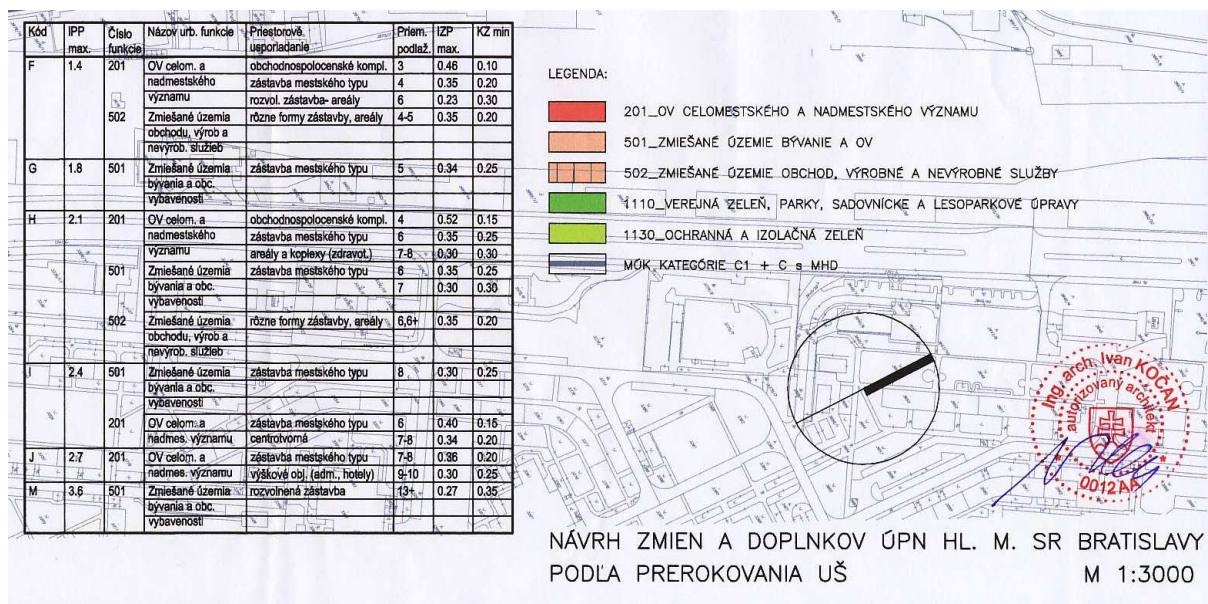 Kód IPP Číslo Názov urb. funkcie Priestorové. Priem. IZP KZ min
max. funkcie usporiadanie podlaž. max.
F 1.4 201 OV celom. a obchodnospolocenské kompl. 3 0.46 0.10
nadmestského zástavba mestského typu 4 0.35 0.20
významu rozvol. zástavba- areály 6 0.23 0.30
502 Zmiešané územia rôzne formy zástavby, areály 4-5 0.35 0.20
obchodu, výrob a
nevýrob. služieb
G 1.8 501 Zmiešané územia zástavba mestského typu 5 0.34 0.25
bývania a obc.
vybavenosti
H 2.1 201 OV celom. a obchodnospolocenské kompl. 4 0.52 0.15
nadmestského zástavba mestského typu 6 0.35 0.25
významu areály a koplexy (zdravot.) 7-8 0.30 0.30
501 Zmiešané územia zástavba mestského typu 6 0.35 0.25
bývania a obc. 7 0.30 0.30
vybavenosti
502 Zmiešané územia rôzne formy zástavby, areály 6,6+ 0.35 0.20
obchodu, výrob a
nevýrob. služieb
I 2.4 501 Zmiešané územia zástavba mestského typu 8 0.30 0.25
bývania a obc.
vybavenosti
201 OV celom. a zástavba mestského typu 6 0.40 0.15
nadmes. významu centrotvorná 7-8 0.34 0.20
J 2.7 201 OV celom. a zástavba mestského typu 7-8 0.36 0.20
nadmes. významu výškové obj. (adm., hotely) 9-10 0.30 0.25
M 3.6 501 Zmiešané územia rozvolnená zástavba 13+ 0.27 0.35
bývania a obc.
vybavenosti
LEGENDA:
201_OV CELOMESTSKÉHO A NADMESTSKÉHO VÝZNAMU
501_ZMIEŠANÉ ÚZEMIE BÝVANIE A OV
502_ZMIEŠANÉ ÚZEMIE OBCHOD, VÝROBNÉ A NEVÝROBNÉ SLUŽBY
1110_VEREJNÁ ZELEŇ, PARKY, SADOVNÍCKE A LESOPARKOVÉ ÚPRAVY
1130_OCHRANNÁ A IZOLAČNÁ ZELEŇ
MÚK KATEGÓRIE C1 + C s MHD
Ing. arch. Ivan KOČAN
autorizovaný architekt
0012 AA
NÁVRH ZMIEN A DOPLNKOV ÚPN HL. M. SR BRATISLAVY
PODĽA PREROKOVANIA UŠ M 1:3000